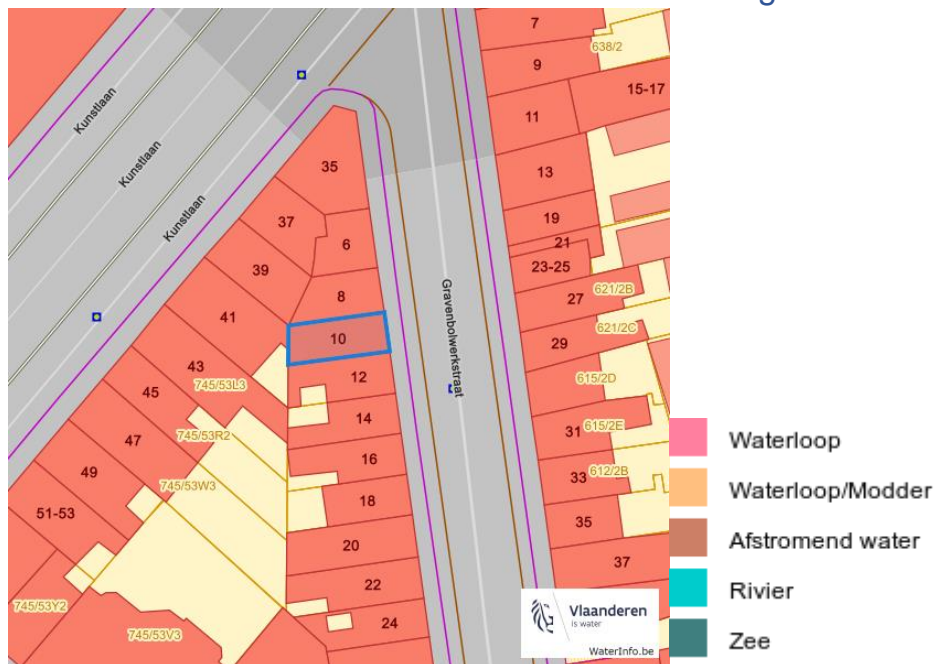 7
638/2
9
15-17
11
13
19
21
23-25
27
621/2B
621/2C
29
615/2D
31
615/2E
33
612/2B
35
37
Kunstlaan
Kunstlaan
Kunstlaan
Gravenbolwerkstraat
35
37
6
39
8
41
10
43
745/53L3
12
45
745/53R2
14
47
16
49
745/53W3
18
51-53
20
22
745/53Y2
745/53V3
24
Vlaanderen
is water
WaterInfo.be
Waterloop
Waterloop/Modder
Afstromend water
Rivier
Zee